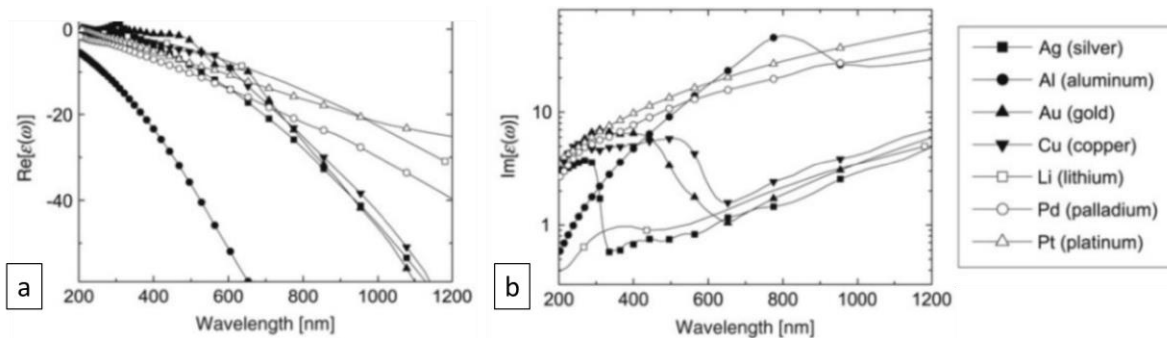 0
-20
-40
Re[ε(ω)]
200 400 600 800 1000 1200
Wavelength [nm]
a
10
1
Im[ε(ω)]
200 400 600 800 1000 1200
Wavelength [nm]
b
Ag (silver)
Al (aluminum)
Au (gold)
Cu (copper)
Li (lithium)
Pd (palladium)
Pt (platinum)